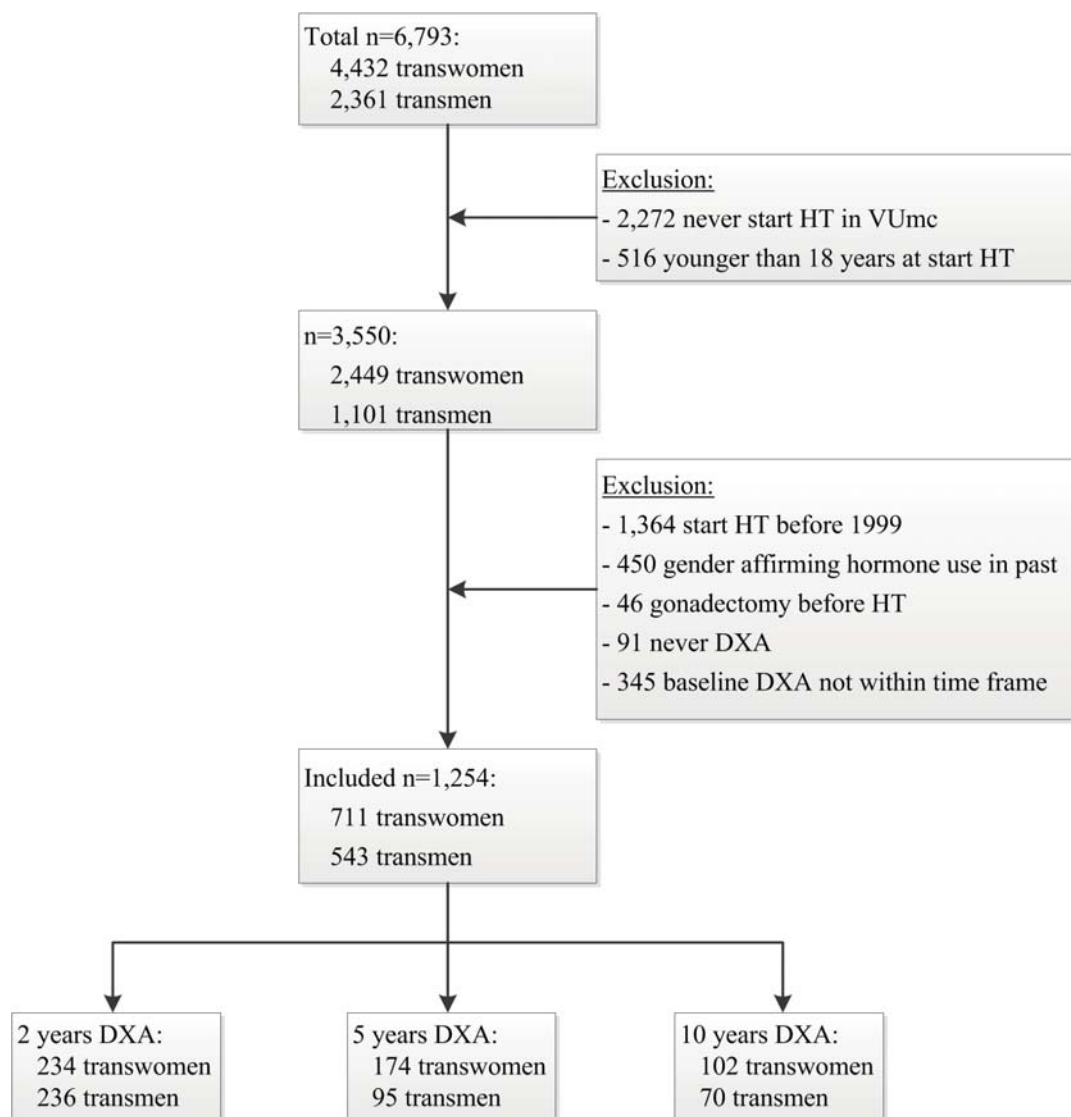 Total n=6,793:
4,432 transwomen
2,361 transmen
Exclusion:
- 2,272 never start HT in VUmc
- 516 younger than 18 years at start HT
n=3,550:
2,449 transwomen
1,101 transmen
Exclusion:
- 1,364 start HT before 1999
- 450 gender affirming hormone use in past
- 46 gonadectomy before HT
- 91 never DXA
- 345 baseline DXA not within time frame
Included n=1,254:
711 transwomen
543 transmen
2 years DXA:
234 transwomen
236 transmen
5 years DXA:
174 transwomen
95 transmen
10 years DXA:
102 transwomen
70 transmen